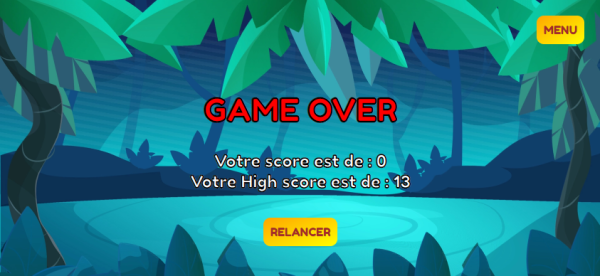 MENU
GAME OVER
Votre score est de : 0
Votre High score est de : 13
RELANCER